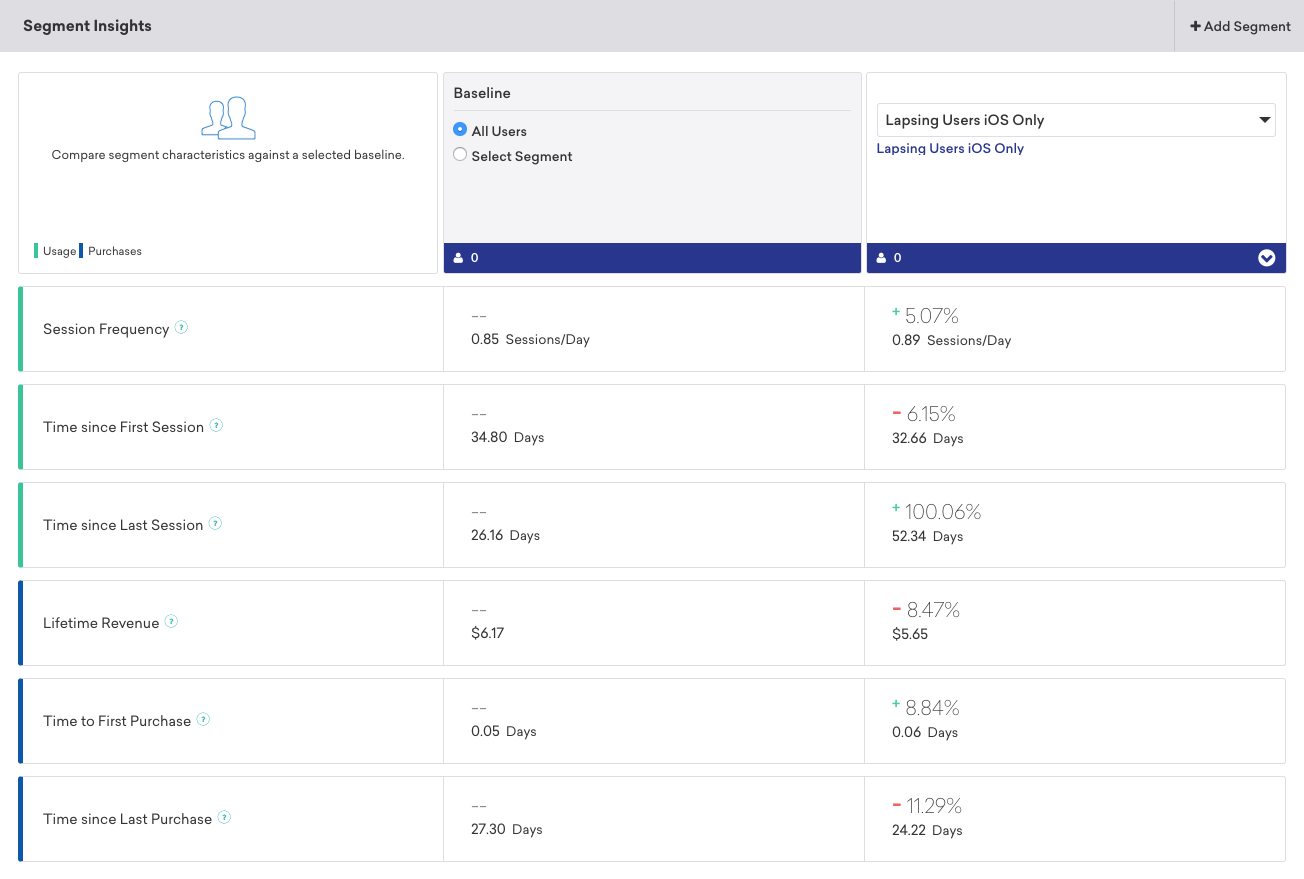 Segment Insights
+ Add Segment
Compare segment characteristics against a selected baseline.
Usage Purchases
Baseline
All Users
Select Segment
0
Lapsing Users iOS Only
Lapsing Users iOS Only
0
Session Frequency ?
--
0.85 Sessions/Day
+ 5.07%
0.89 Sessions/Day
Time since First Session ?
--
34.80 Days
- 6.15%
32.66 Days
Time since Last Session ?
--
26.16 Days
+ 100.06%
52.34 Days
Lifetime Revenue ?
--
$6.17
- 8.47%
$5.65
Time to First Purchase ?
--
0.05 Days
+ 8.84%
0.06 Days
Time since Last Purchase ?
--
27.30 Days
- 11.29%
24.22 Days